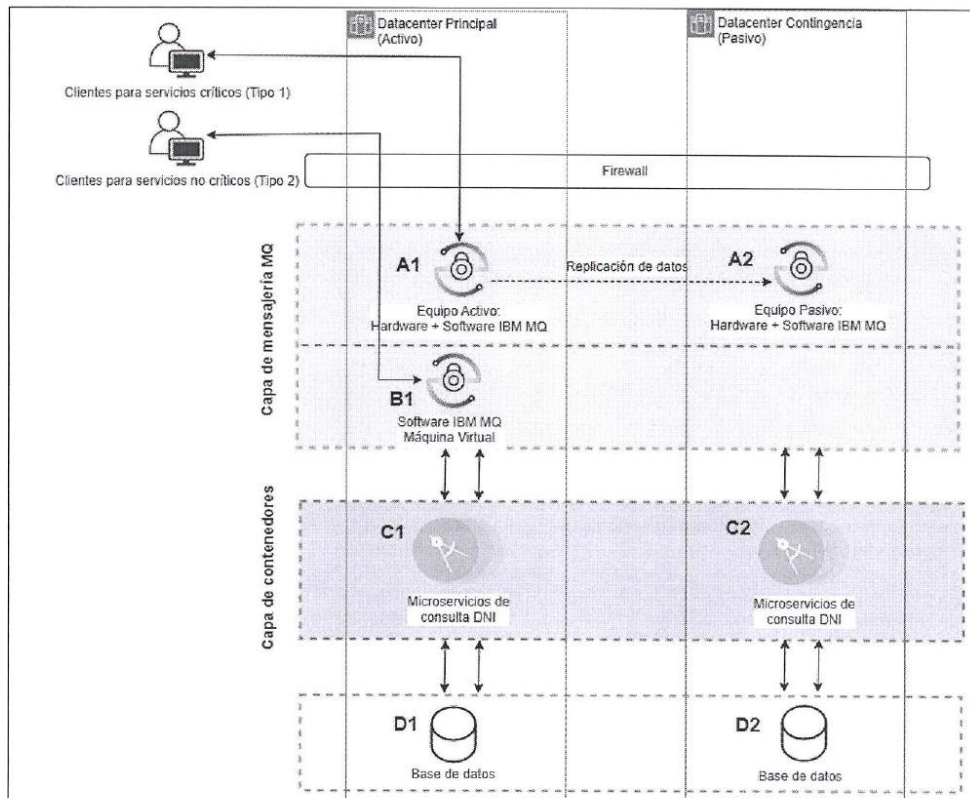 Datacenter Principal
(Activo)
Datacenter Contingencia
(Pasivo)
Clientes para servicios críticos (Tipo 1)
Clientes para servicios no críticos (Tipo 2)
Firewall
Capa de mensajería MQ
A1
Replicación de datos
A2
Equipo Activo:
Hardware + Software IBM MQ
Equipo Pasivo:
Hardware + Software IBM MQ
B1
Software IBM MQ
Máquina Virtual
Capa de contenedores
C1
C2
Microservicios de
consulta DNI
Microservicios de
consulta DNI
D1
D2
Base de datos
Base de datos